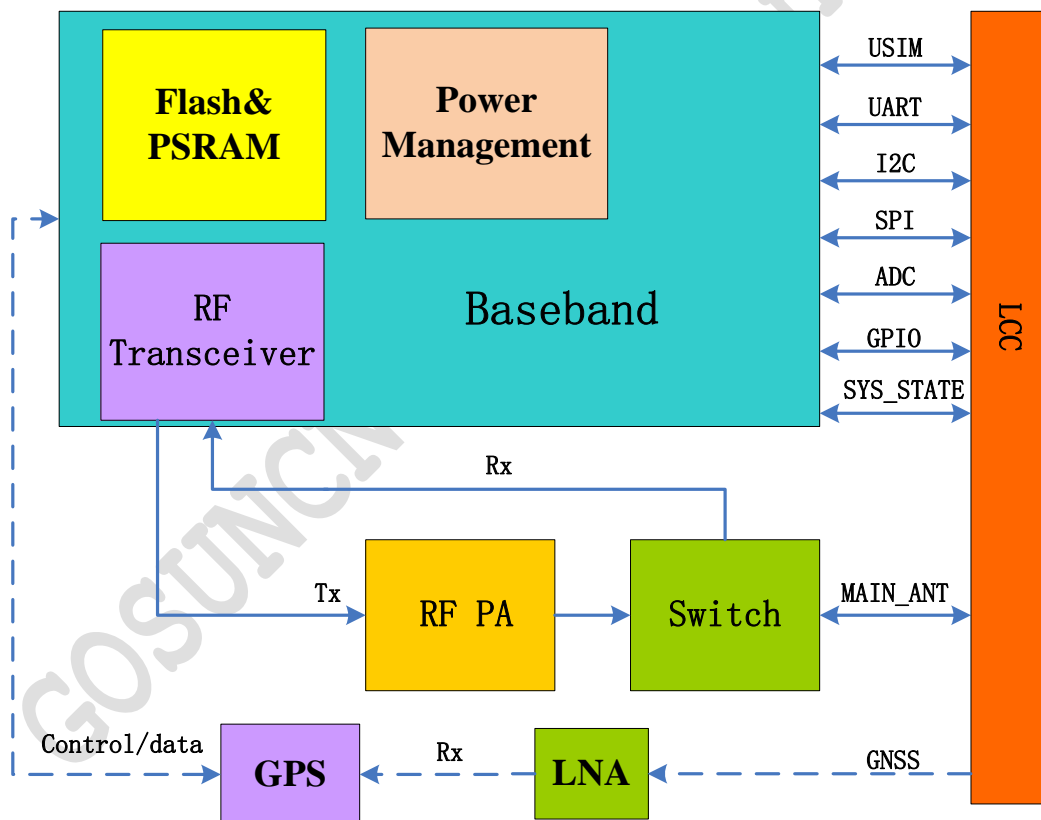 Flash&
PSRAM
Power
Management
RF
Transceiver
Baseband
USIM
UART
I2C
SPI
ADC
GPIO
SYS_STATE
LCC
Rx
Tx
RF PA
Switch
MAIN_ANT
Control/data
GPS
Rx
LNA
GNSS
GOSUNCN